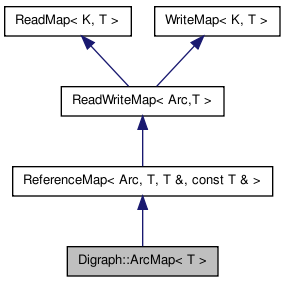 ReadMap< K, T >
WriteMap< K, T >
ReadWriteMap< Arc,T >
ReferenceMap< Arc, T, T &, const T & >
Digraph::ArcMap< T >